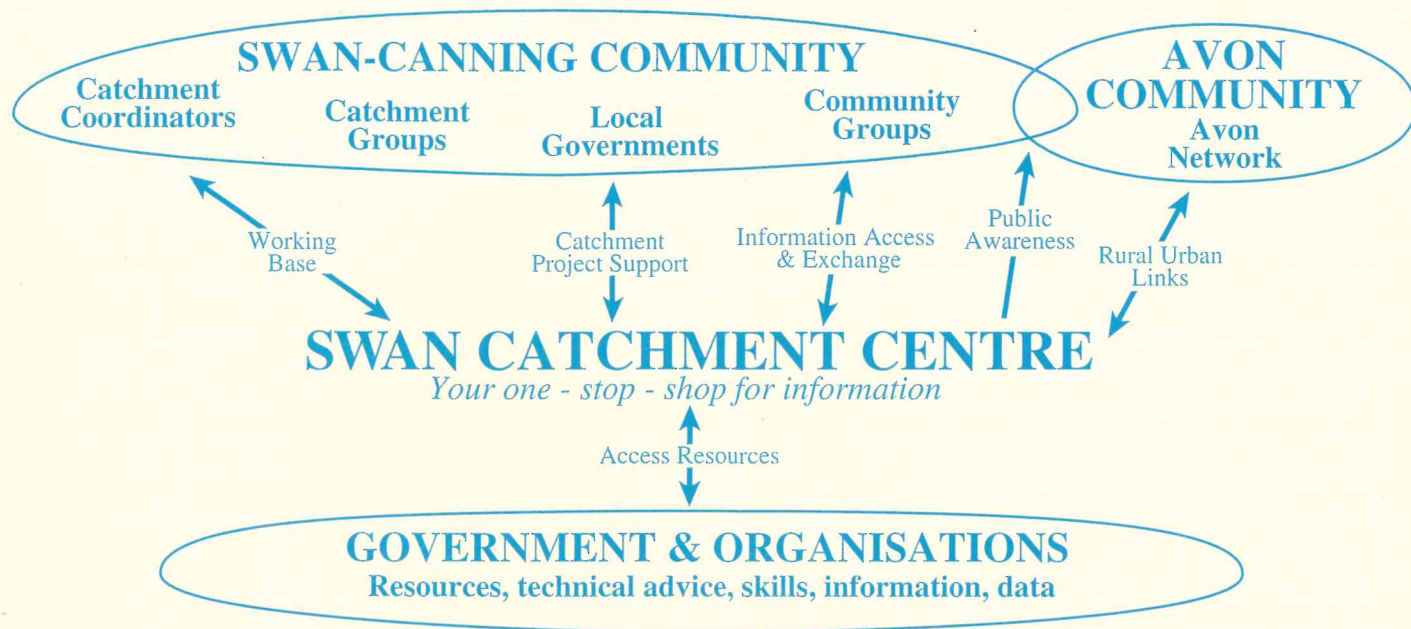 SWAN-CANNING COMMUNITY
Catchment
Coordinators
Catchment
Groups
Local
Governments
Community
Groups
AVON
COMMUNITY
Avon
Network
Working
Base
Catchment
Project Support
Information Access
& Exchange
Public
Awareness
Rural Urban
Links
SWAN CATCHMENT CENTRE
Your one - stop - shop for information
Access Resources
GOVERNMENT & ORGANISATIONS
Resources, technical advice, skills, information, data